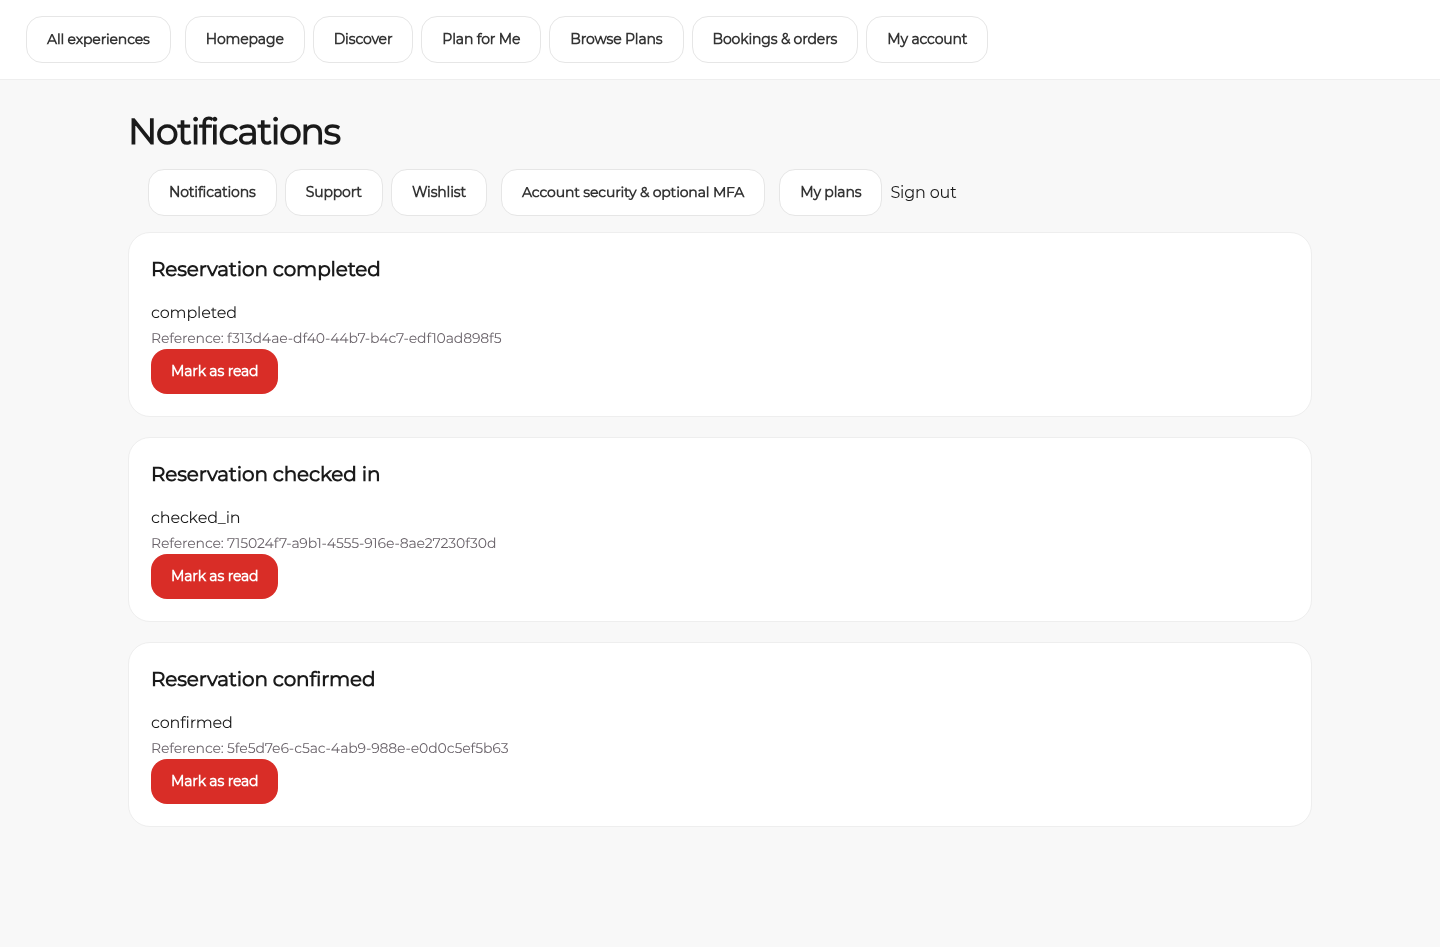 All experiences Homepage Discover Plan for Me Browse Plans Bookings & orders My account
Notifications
Notifications Support Wishlist Account security & optional MFA My plans Sign out
Reservation completed
completed
Reference: f313d4ae-df40-44b7-b4c7-edf10ad898f5
Mark as read
Reservation checked in
checked_in
Reference: 715024f7-a9b1-4555-916e-8ae27230f30d
Mark as read
Reservation confirmed
confirmed
Reference: 5fe5d7e6-c5ac-4ab9-988e-e0d0c5ef5b63
Mark as read